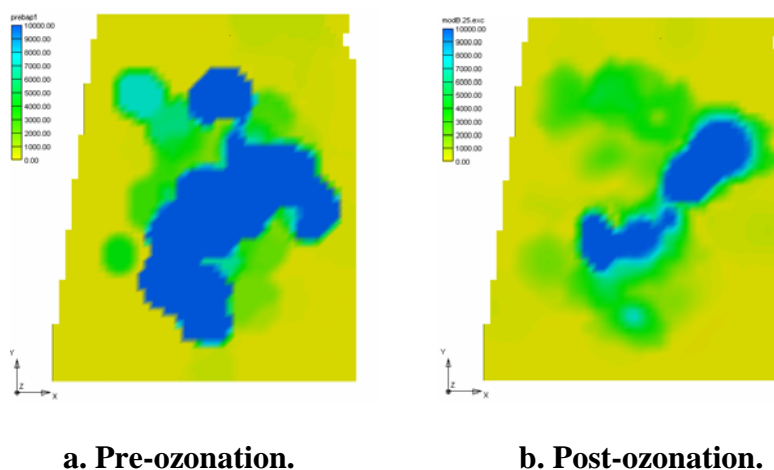 prebap1
10000.00
9000.00
8000.00
7000.00
6000.00
5000.00
4000.00
3000.00
2000.00
1000.00
0.00
Y
Z
X
modB.25.exc
10000.00
9000.00
8000.00
7000.00
6000.00
5000.00
4000.00
3000.00
2000.00
1000.00
0.00
Y
Z
X
a. Pre-ozonation.
b. Post-ozonation.